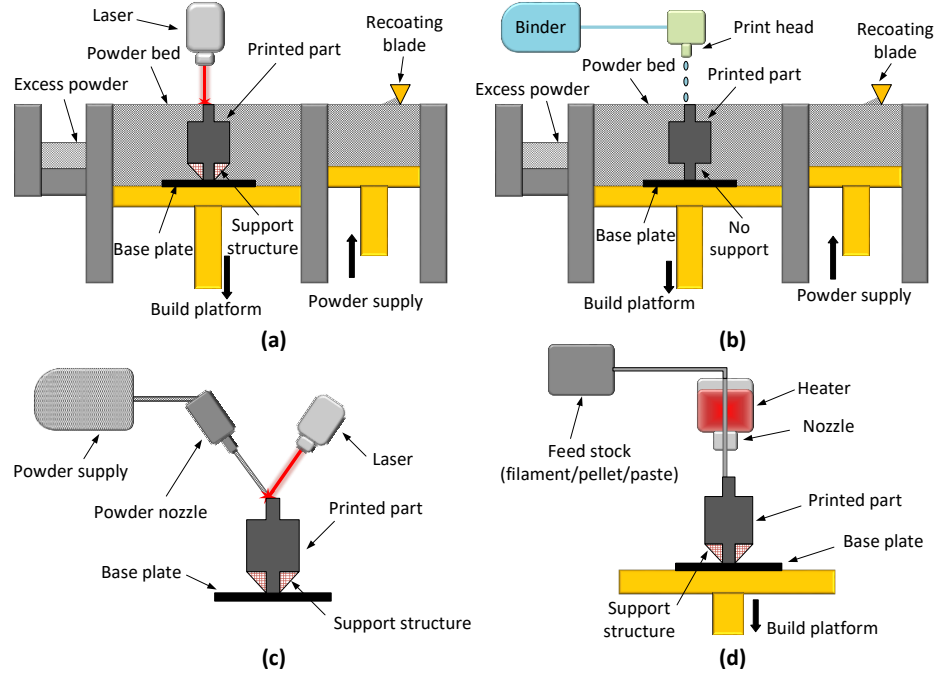 Laser
Powder bed
Printed part
Recoating
blade
Excess powder
Base plate
Support
structure
Build platform
Powder supply
(a)
Binder
Print head
Powder bed
Printed part
Recoating
blade
Excess powder
Base plate
No
support
Build platform
Powder supply
(b)
Powder supply
Powder nozzle
Laser
Printed part
Base plate
Support structure
(c)
Feed stock
(filament/pellet/paste)
Heater
Nozzle
Printed part
Base plate
Support
structure
Build platform
(d)